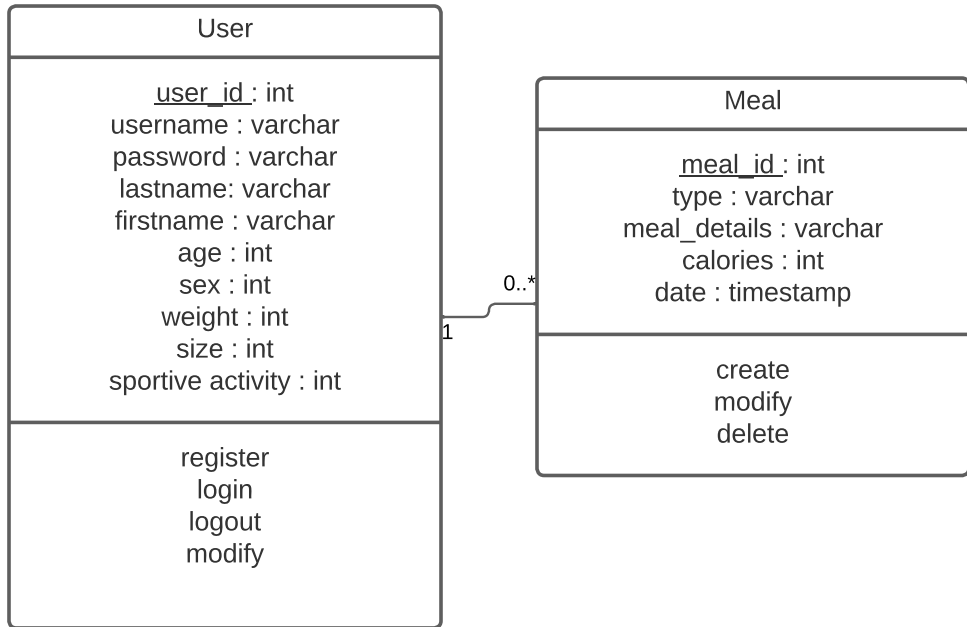 User
user_id : int
username : varchar
password : varchar
lastname: varchar
firstname : varchar
age : int
sex : int
weight : int
size : int
sportive activity : int
register
login
logout
modify
1
0..*
Meal
meal_id : int
type : varchar
meal_details : varchar
calories : int
date : timestamp
create
modify
delete